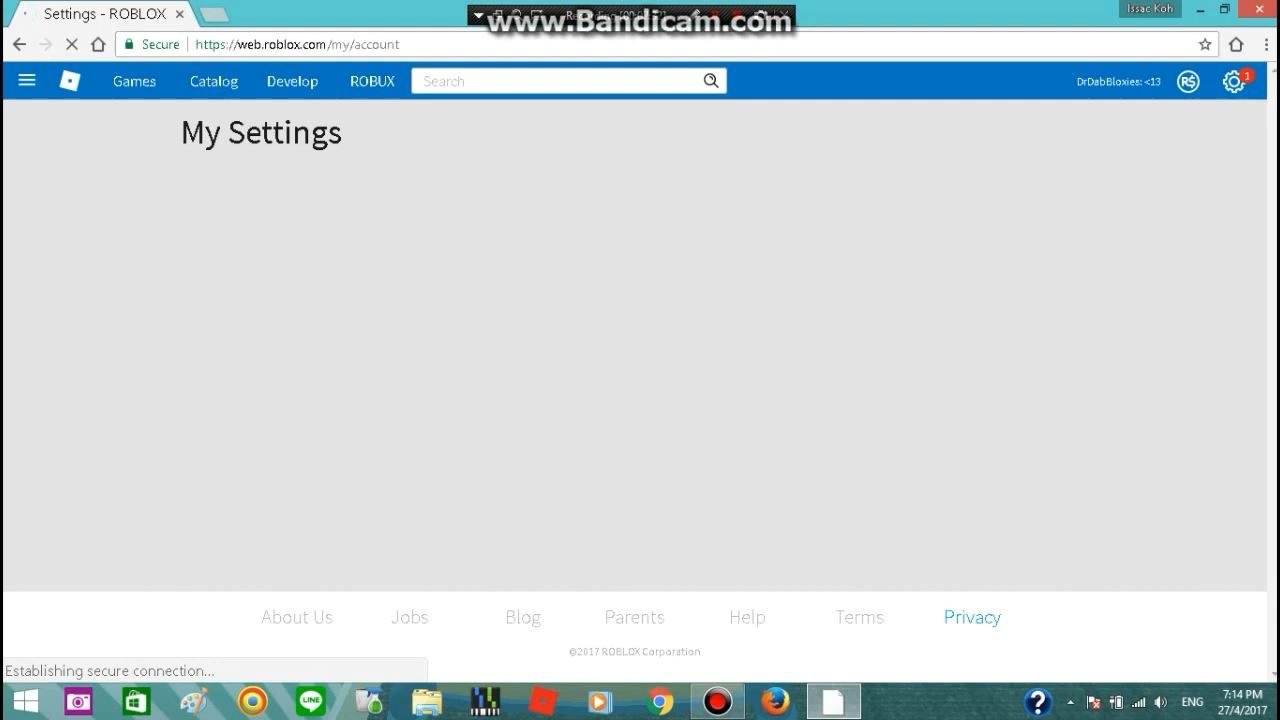 Settings - ROBLOX
www.Bandicam.com
Issac Koh
Secure
https://web.roblox.com/my/account
Games
Catalog
Develop
ROBUX
Search
DrDabBloxies: <13
R$
1
My Settings
About Us
Jobs
Blog
Parents
Help
Terms
Privacy
©2017 ROBLOX Corporation
Establishing secure connection...
LINE
ENG
7:14 PM
27/4/2017